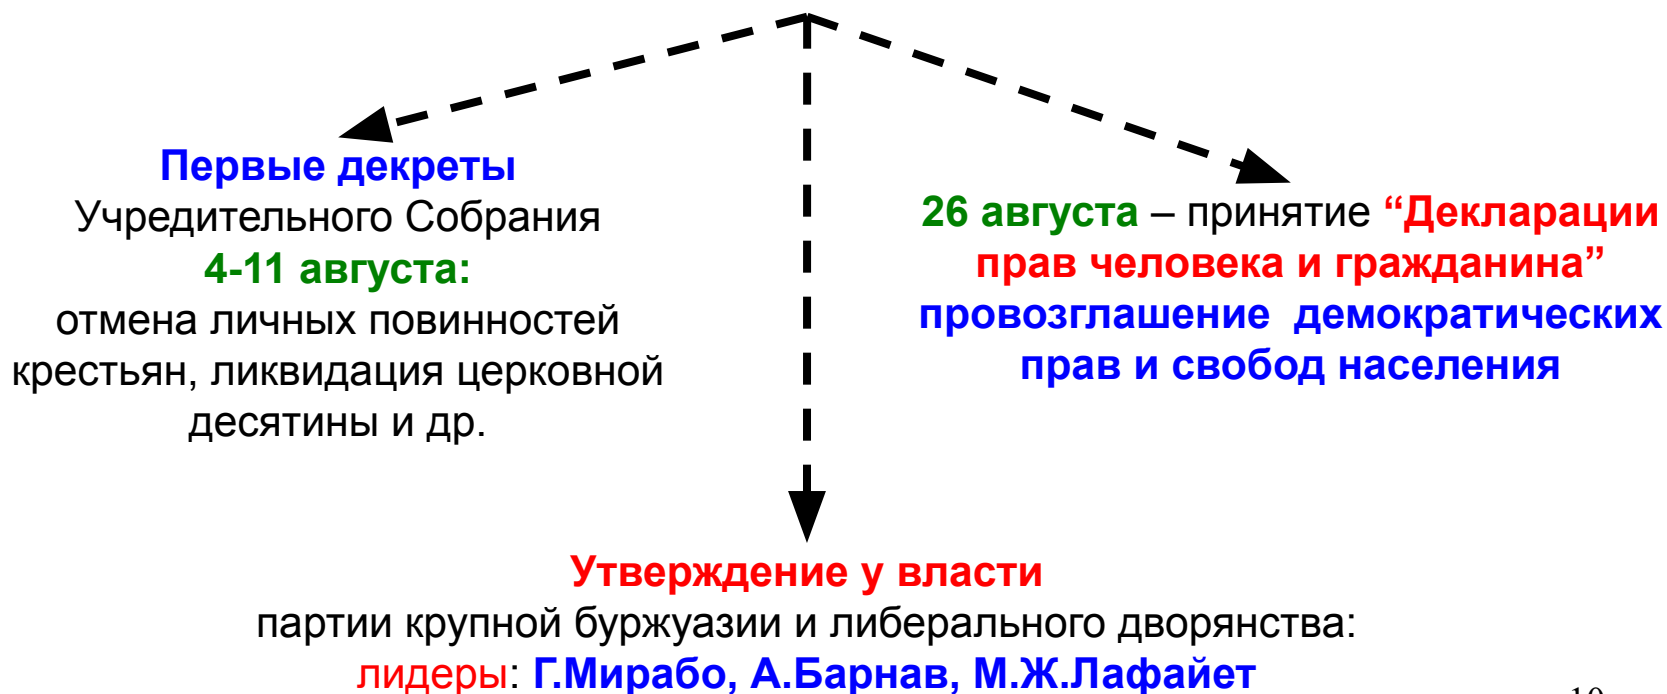 Первые декреты
Учредительного Собрания
4-11 августа:
отмена личных повинностей
крестьян, ликвидация церковной
десятины и др.
26 августа – принятие “Декларации
прав человека и гражданина”
провозглашение демократических
прав и свобод населения
Утверждение у власти
партии крупной буржуазии и либерального дворянства:
лидеры: Г.Мирабо, А.Барнав, М.Ж.Лафайет
10